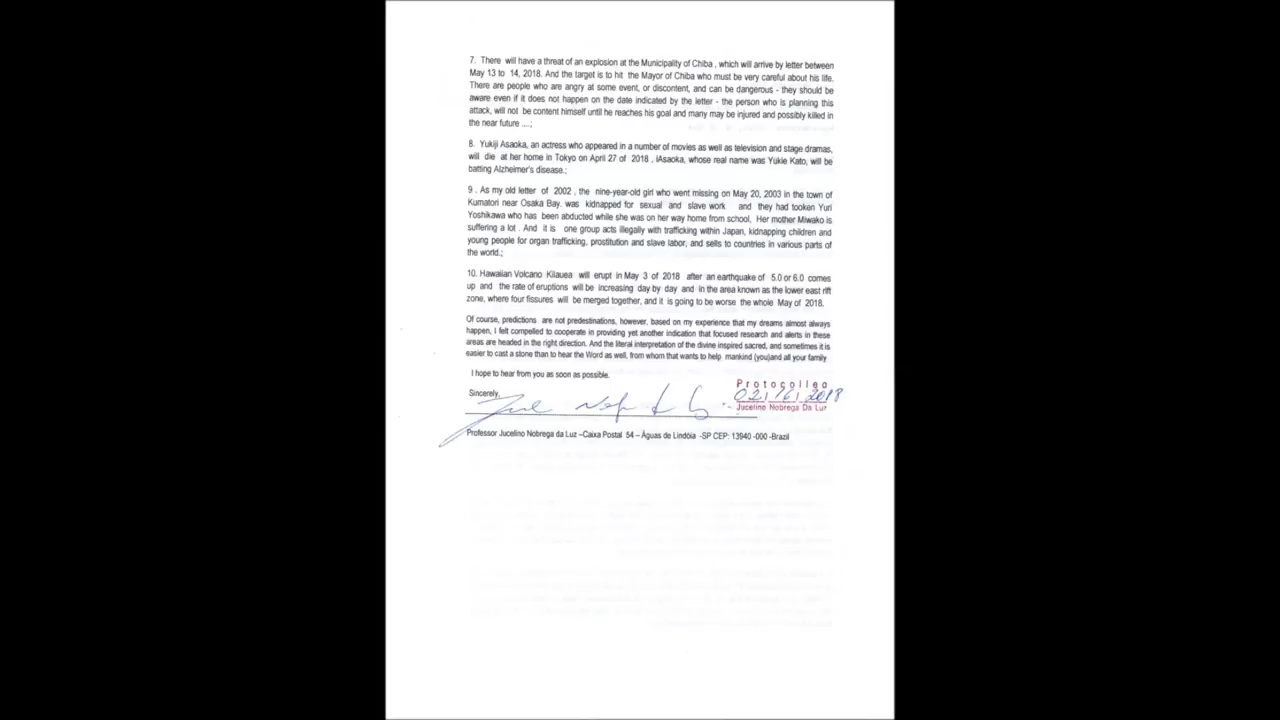 7. There will have a threat of an explosion at the Municipality of Chiba , which will arrive by letter between
May 13 to 14, 2018. And the target is to hit the Mayor of Chiba who must be very careful about his life.
There are people who are angry at some event, or discontent, and can be dangerous - they should be
aware even if it does not happen on the date indicated by the letter - the person who is planning this
attack, will not be content himself until he reaches his goal and many may be injured and possibly killed in
the near future ....;
8. Yukiji Asaoka, an actress who appeared in a number of movies as well as television and stage dramas,
will die at her home in Tokyo on April 27 of 2018 , iAsaoka, whose real name was Yukie Kato, will be
batting Alzheimer's disease.;
9 . As my old letter of 2002 , the nine-year-old girl who went missing on May 20, 2003 in the town of
Kumatori near Osaka Bay. was kidnapped for sexual and slave work and they had tooken Yuri
Yoshikawa who has been abducted while she was on her way home from school. Her mother Miwako is
suffering a lot . And it is one group acts illegally with trafficking within Japan, kidnapping children and
young people for organ trafficking, prostitution and slave labor, and sells to countries in various parts of
the world.;
10. Hawaiian Volcano Kilauea will erupt in May 3 of 2018 after an earthquake of 5.0 or 6.0 comes
up and the rate of eruptions will be increasing day by day and in the area known as the lower east rift
zone, where four fissures will be merged together, and it is going to be worse the whole May of 2018.
Of course, predictions are not predestinations, however, based on my experience that my dreams almost always
happen, I felt compelled to cooperate in providing yet another indication that focused research and alerts in these
areas are headed in the right direction. And the literal interpretation of the divine inspired sacred, and sometimes it is
easier to cast a stone than to hear the Word as well, from whom that wants to help mankind (you)and all your family
I hope to hear from you as soon as possible.
Sincerely,
Protocolleo
02/ /2018
Jucelino Nobrega Da Luz
Professor Jucelino Nobrega da Luz –Caixa Postal 54 – Águas de Lindóia -SP CEP: 13940 -000 -Brazil